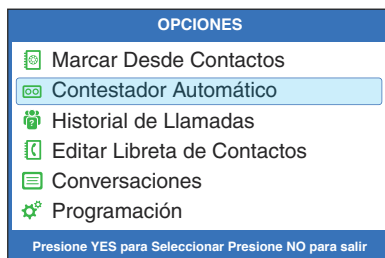 OPCIONES
Marcar Desde Contactos
Contestador Automático
Historial de Llamadas
Editar Libreta de Contactos
Conversaciones
Programación
Presione YES para Seleccionar Presione NO para salir